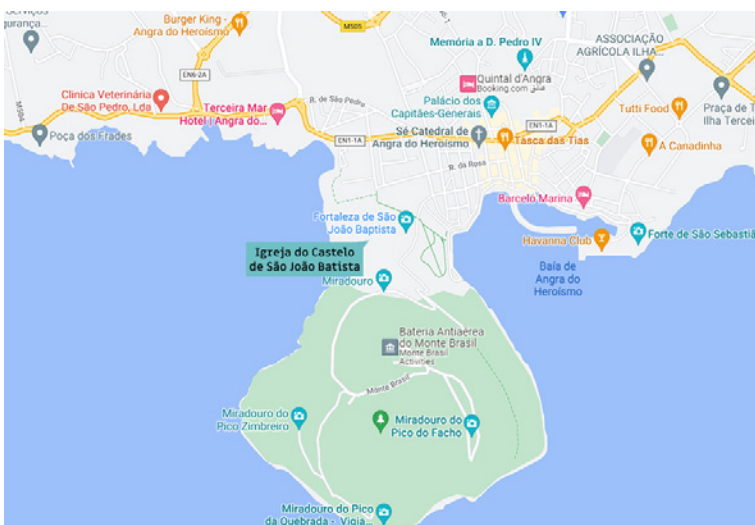 Serviços
gurança...
Burger King -
Angra do Heroísmo
M505
EN6-2A
M504
Clinica Veterinária
De São Pedro, Lda
Poça dos Frades
Terceira Mar
Hotel | Angra do...
R. de São Pedro
EN1-1A
Memória a D. Pedro IV
Quintal d'Angra
Booking.com فندق
Palácio dos
Capitães-Generais
Sé Catedral de
Angra do Heroísmo
Tasca das Tias
EN1-1A
R. da Rosa
ASSOCIAÇÃO
AGRÍCOLA ILHA...
Tutti Food
Praça de T
Ilha Tercei
A Canadinha
Barceló Marina
Havanna Club
Forte de São Sebastiã
Baía de
Angra do
Heroísmo
Fortaleza de São
João Baptista
Igreja do Castelo
de São João Batista
Miradouro
Bateria Antiaérea
do Monte Brasil
Monte Brasil
Activities
Monte Brasil
Miradouro do
Pico Zimbreiro
Miradouro do
Pico do Facho
Miradouro do Pico
da Quebrada - Vigia...